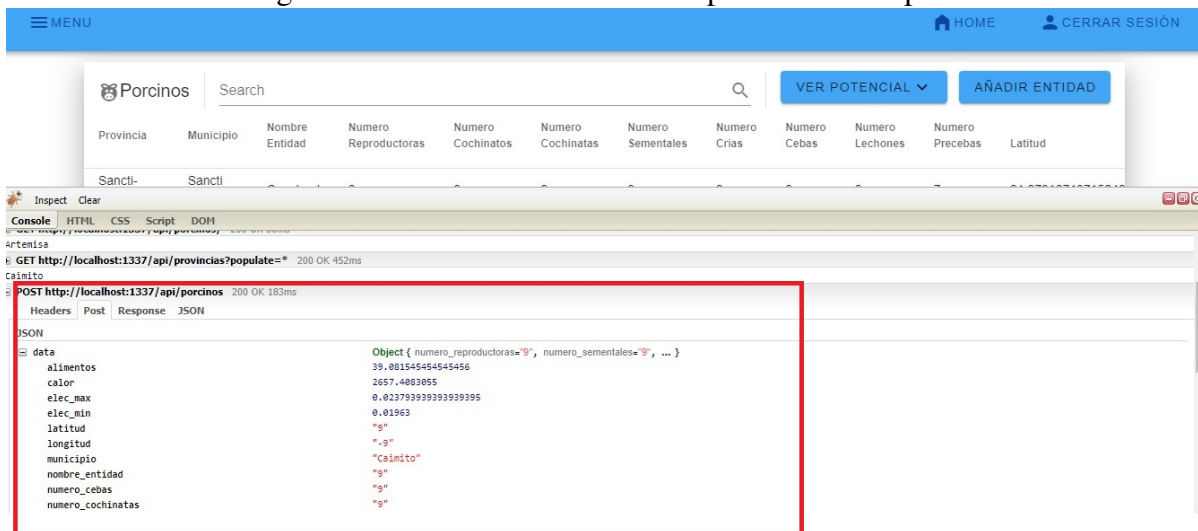 MENU HOME CERRAR SESIÓN
Porcinos Search VER POTENCIAL AÑADIR ENTIDAD
Provincia Municipio Nombre Entidad Numero Reproductoras Numero Cochinatos Numero Cochinatas Numero Sementales Numero Crias Numero Cebas Numero Lechones Numero Precebas Latitud
Sancti- Sancti
Inspect Clear
Console HTML CSS Script DOM
Artemisa
GET http://localhost:1337/api/provincias?populate=* 200 OK 452ms
Caimito
POST http://localhost:1337/api/porcinos 200 OK 183ms
Headers Post Response JSON
JSON
data Object { numero_reproductoras="9", numero_sementales="9", ... }
alimentos 39.081545454545456
calor 2657.4083055
elec_max 0.023793939393939395
elec_min 0.01963
latitud "9"
longitud "-9"
municipio "Caimito"
nombre_entidad "9"
numero_cebas "9"
numero_cochinatas "9"